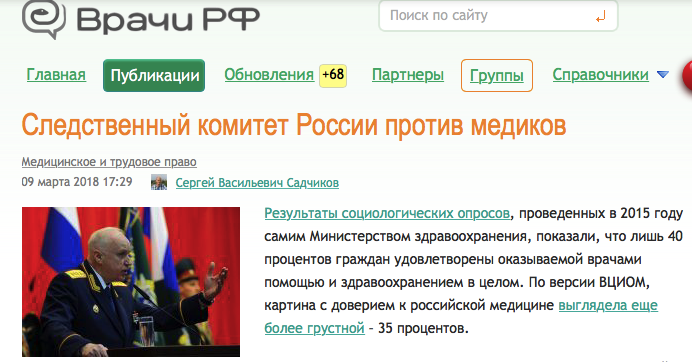 Врачи РФ
Поиск по сайту
Главная Публикации Обновления +68 Партнеры Группы Справочники
Следственный комитет России против медиков
Медицинское и трудовое право
09 марта 2018 17:29 Сергей Васильевич Садчиков
Результаты социологических опросов, проведенных в 2015 году
самим Министерством здравоохранения, показали, что лишь 40
процентов граждан удовлетворены оказываемой врачами
помощью и здравоохранением в целом. По версии ВЦИОМ,
картина с доверием к российской медицине выглядела еще
более грустной – 35 процентов.